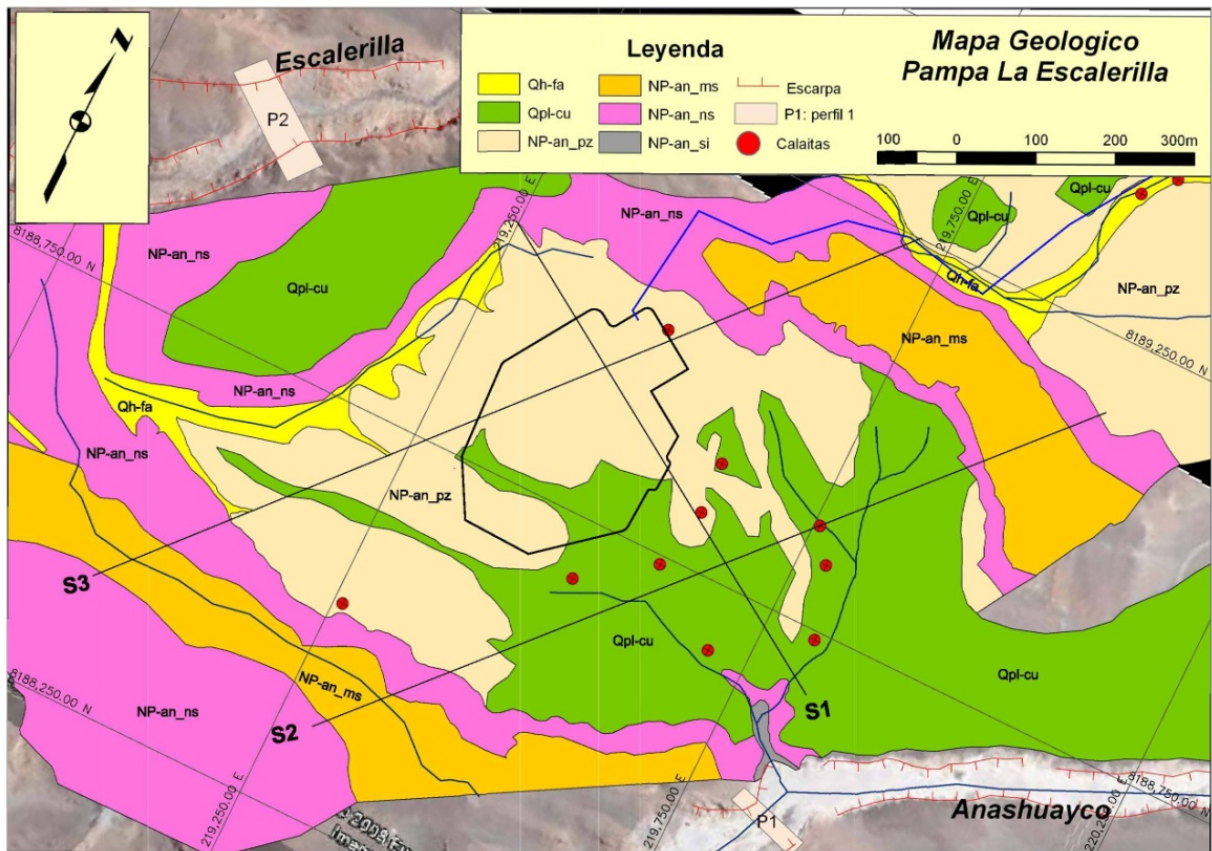 Z
Escalerilla
P2
Leyenda
Qh-fa
Qpl-cu
NP-an_pz
NP-an_ms
NP-an_ns
NP-an_si
Escarpa
P1: perfil 1
Calaitas
Mapa Geologico
Pampa La Escalerilla
100 0 100 200 300m
8188,750.00 N
NP-an_ns
Qpl-cu
219,250.00 E
NP-an_ns
219,750.00 E
Qpl-cu
Qpl-cu
Qh-fa
NP-an_pz
8189,250.00 N
NP-an_ms
NP-an_ns
Qh-fa
NP-an_ns
NP-an_pz
S3
Qpl-cu
Qpl-cu
8188,250.00 N
NP-an_ms
NP-an_ns
S2
S1
219,250.00 E
219,750.00 E
P1
Anashuayco
8188,750.00 N